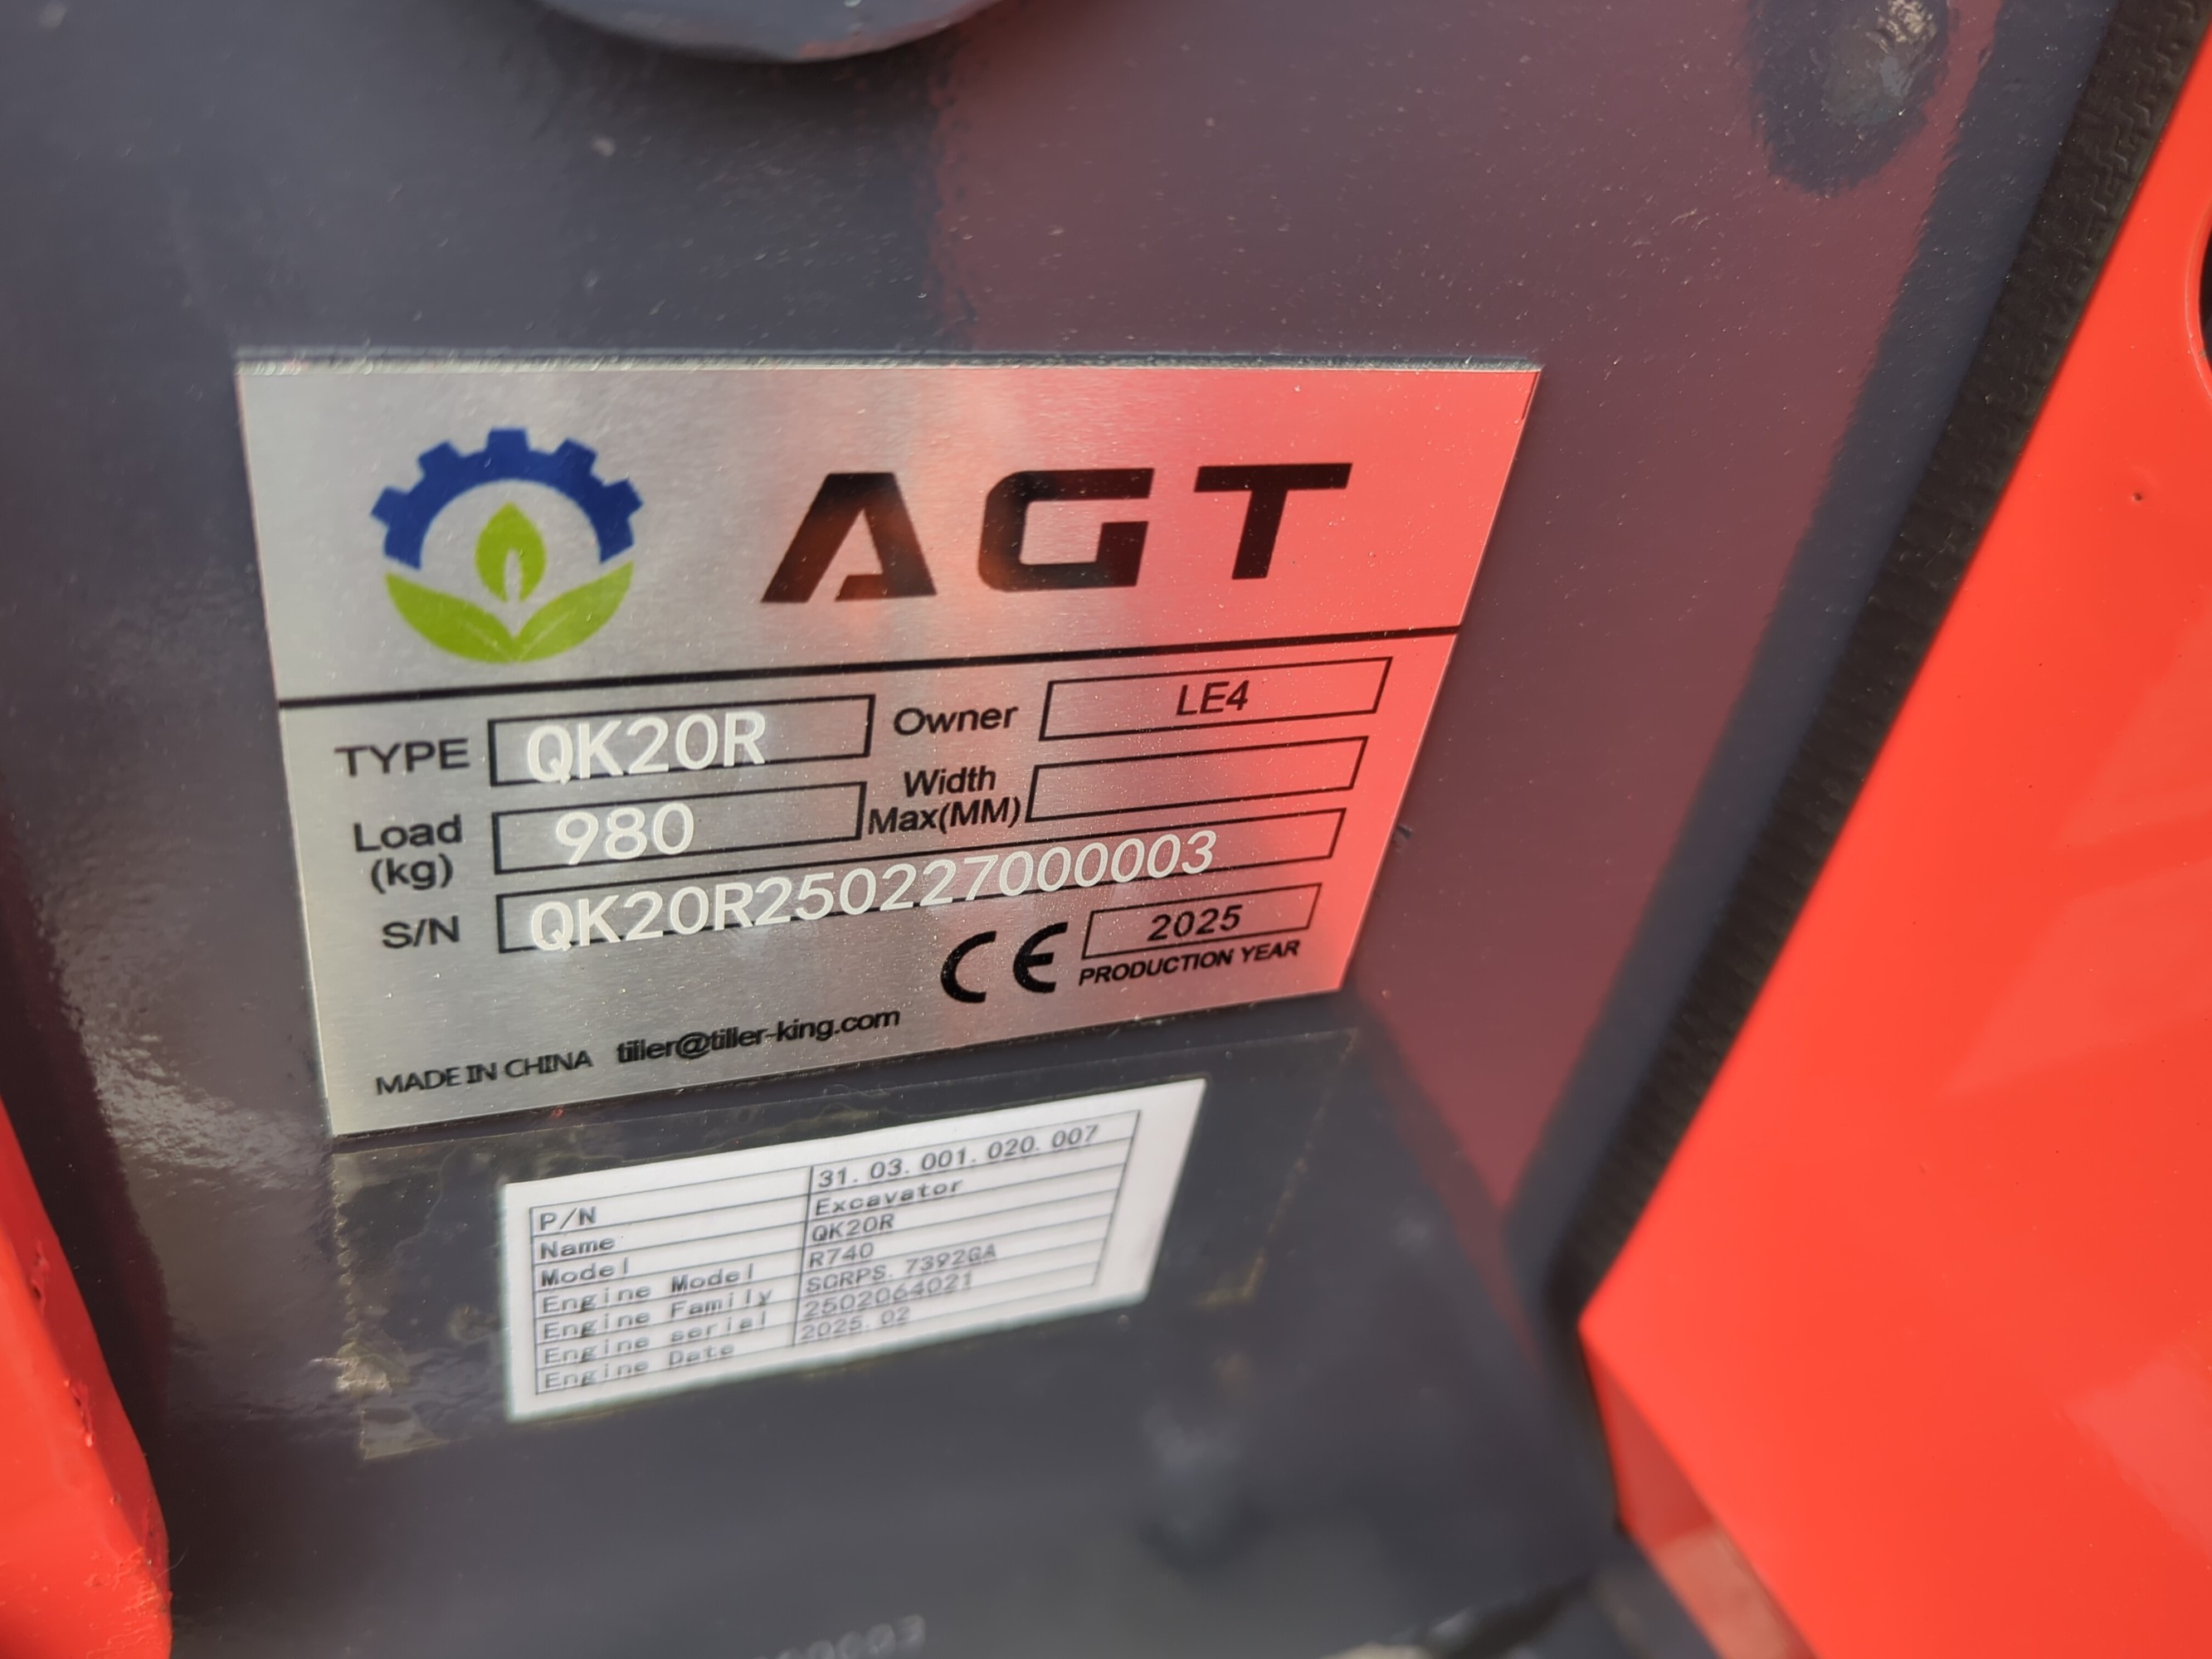 AGT
TYPE QK20R Owner LE4
Load (kg) 980 Width Max(MM)
S/N QK20R250227000003
CE 2025
PRODUCTION YEAR
MADE IN CHINA tiller@tiller-king.com
P/N 31.03.001.020.007
Name Excavator
Model QK20R
Engine Model R740
Engine Family SCRPS.7392GA
Engine serial 2502064021
Engine Date 2025.02